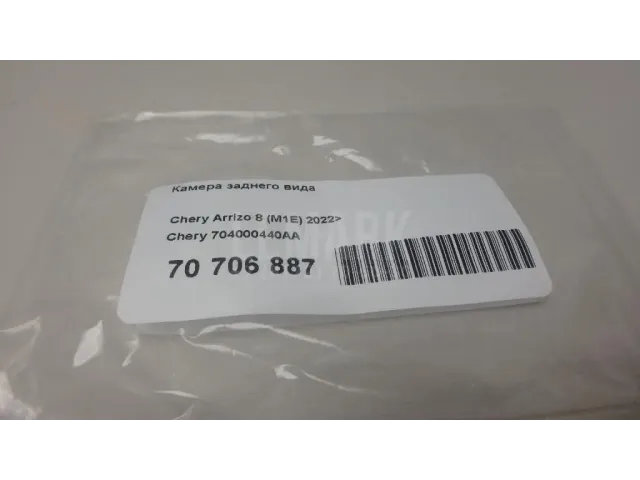 Камера заднего вида
Chery Arrizo 8 (M1E) 2022>
Chery 704000440AA
70 706 887